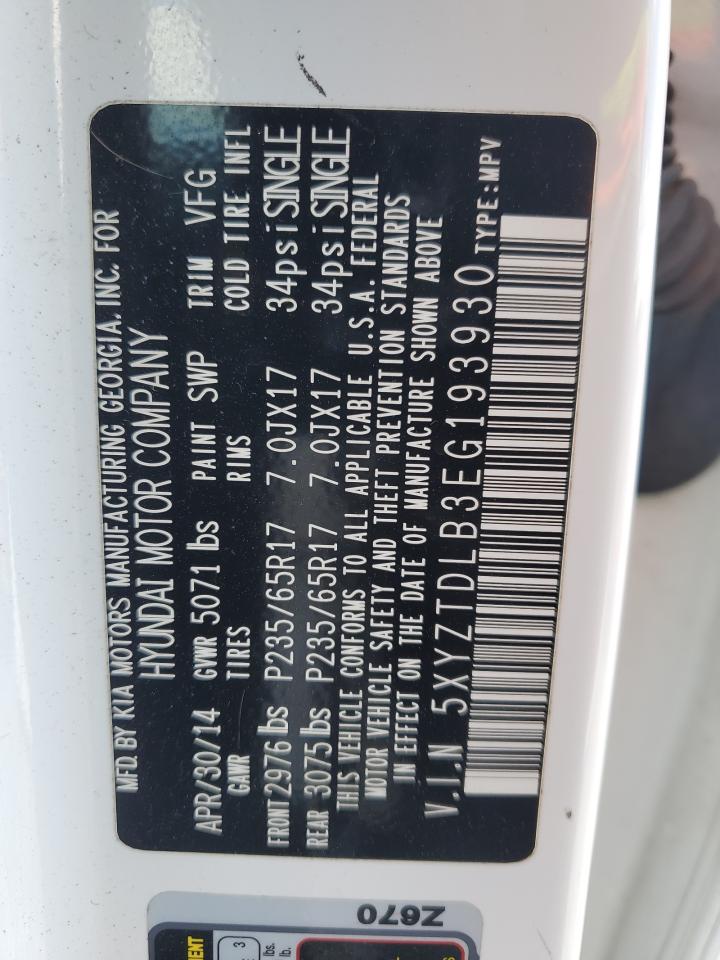 MFD. BY KIA MOTORS MANUFACTURING GEORGIA, INC. FOR
HYUNDAI MOTOR COMPANY
APR/30/14 GVWR 5071 lbs PAINT SWP TRIM VFG
GAWR TIRES RIMS COLD TIRE INFL
FRONT 2976 lbs P235/65R17 7.0JX17 34psi SINGLE
REAR 3075 lbs P235/65R17 7.0JX17 34psi SINGLE
THIS VEHICLE CONFORMS TO ALL APPLICABLE U.S.A. FEDERAL
MOTOR VEHICLE SAFETY AND THEFT PREVENTION STANDARDS
IN EFFECT ON THE DATE OF MANUFACTURE SHOWN ABOVE
V.I.N 5XYZTDLB3EG193930 TYPE:MPV
Z670
3
lbs.
lb.